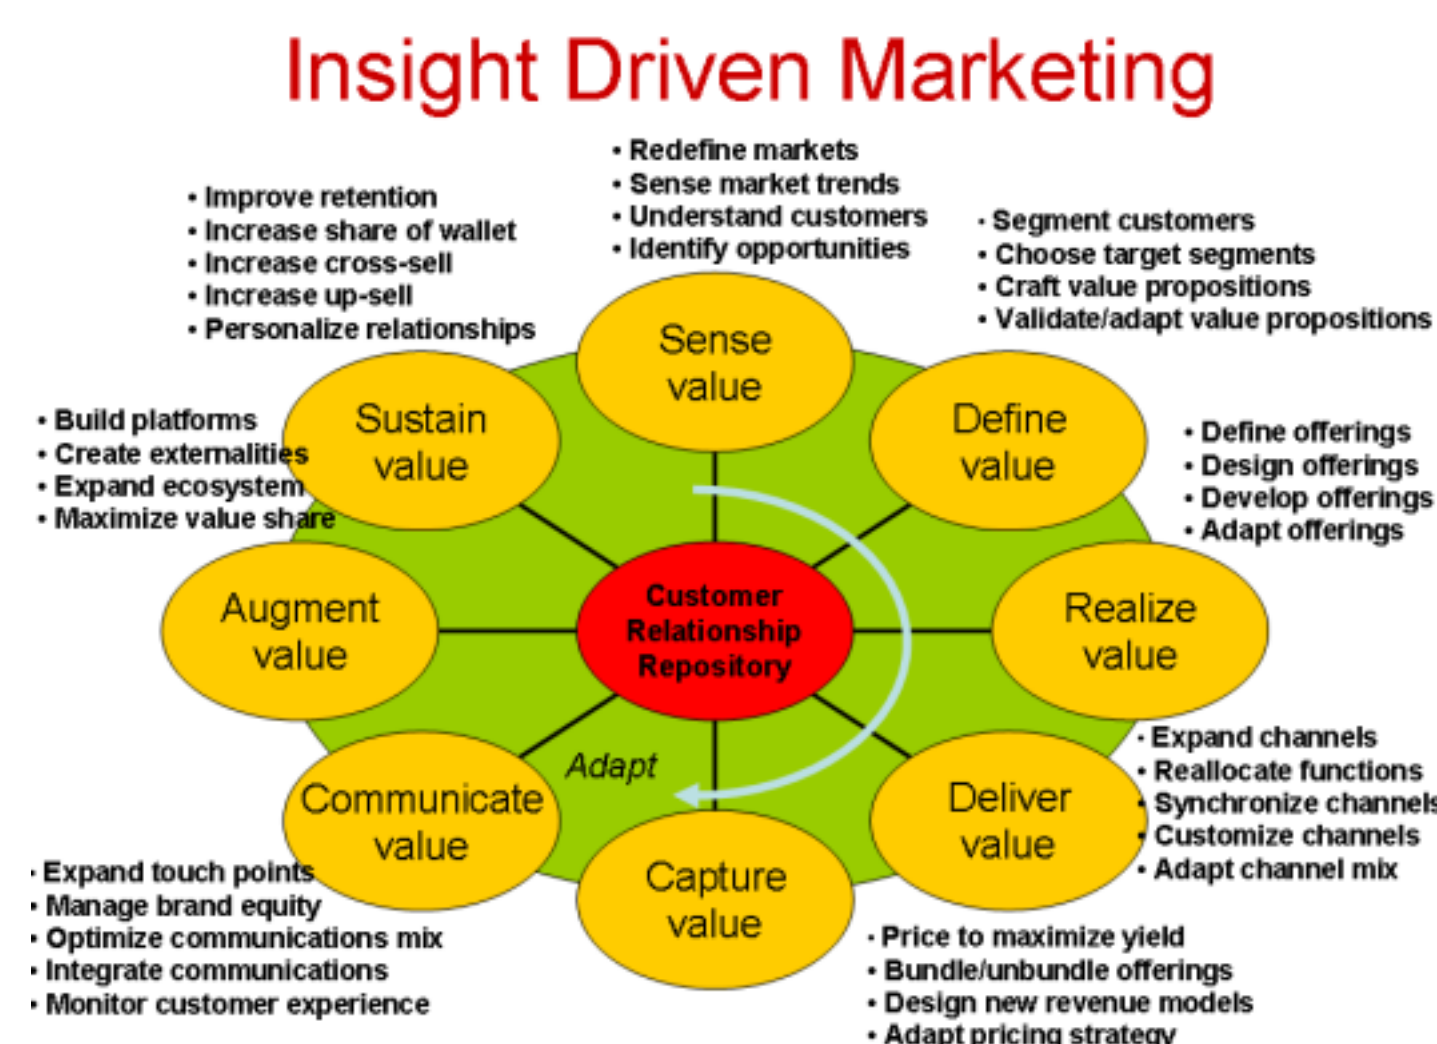 Insight Driven Marketing
• Redefine markets
• Sense market trends
• Understand customers
• Identify opportunities
• Improve retention
• Increase share of wallet
• Increase cross-sell
• Increase up-sell
• Personalize relationships
• Segment customers
• Choose target segments
• Craft value propositions
• Validate/adapt value propositions
Sense
value
Sustain
value
Define
value
• Build platforms
• Create externalities
• Expand ecosystem
• Maximize value share
• Define offerings
• Design offerings
• Develop offerings
• Adapt offerings
Augment
value
Customer
Relationship
Repository
Realize
value
Adapt
Communicate
value
Capture
value
Deliver
value
• Expand channels
• Reallocate functions
• Synchronize channels
• Customize channels
• Adapt channel mix
• Expand touch points
• Manage brand equity
• Optimize communications mix
• Integrate communications
• Monitor customer experience
• Price to maximize yield
• Bundle/unbundle offerings
• Design new revenue models
• Adapt pricing strategy